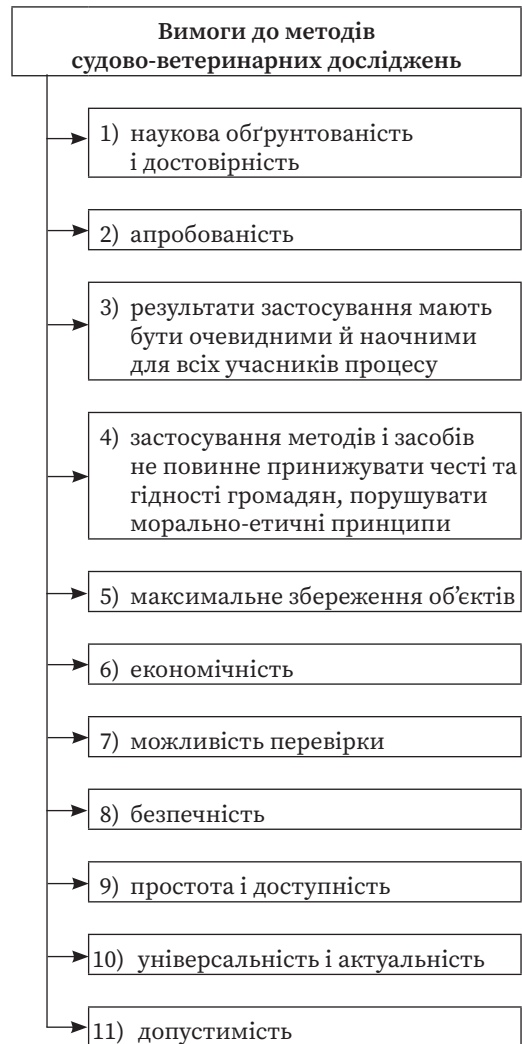 Вимоги до методів
судово-ветеринарних досліджень
1) наукова обґрунтованість
і достовірність
2) апробованість
3) результати застосування мають
бути очевидними й наочними
для всіх учасників процесу
4) застосування методів і засобів
не повинне принижувати честі та
гідності громадян, порушувати
морально-етичні принципи
5) максимальне збереження об’єктів
6) економічність
7) можливість перевірки
8) безпечність
9) простота і доступність
10) універсальність і актуальність
11) допустимість